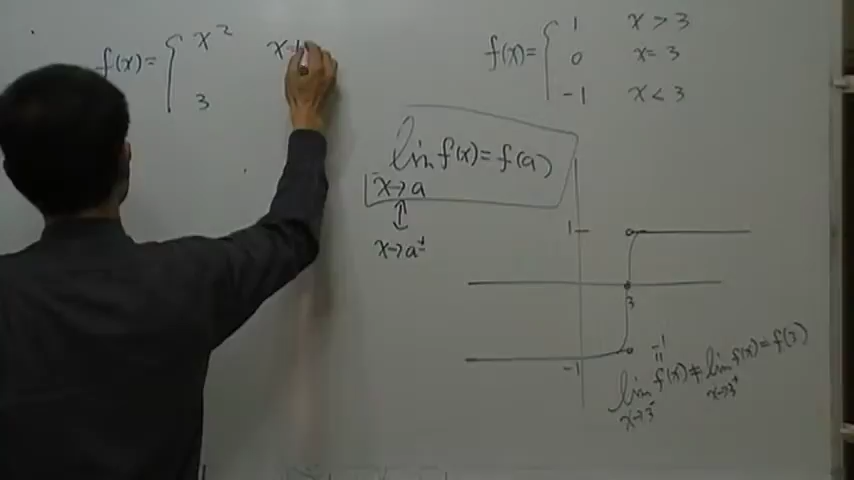 f(x) = { x²
3
f(x) = { 1 x > 3
0 x = 3
-1 x < 3
lim f(x) = f(a)
x→a
↕
x→a±
1
3
-1
-1
lim f(x) ≠ lim f(x) = f(3)
x→3⁻ x→3⁺